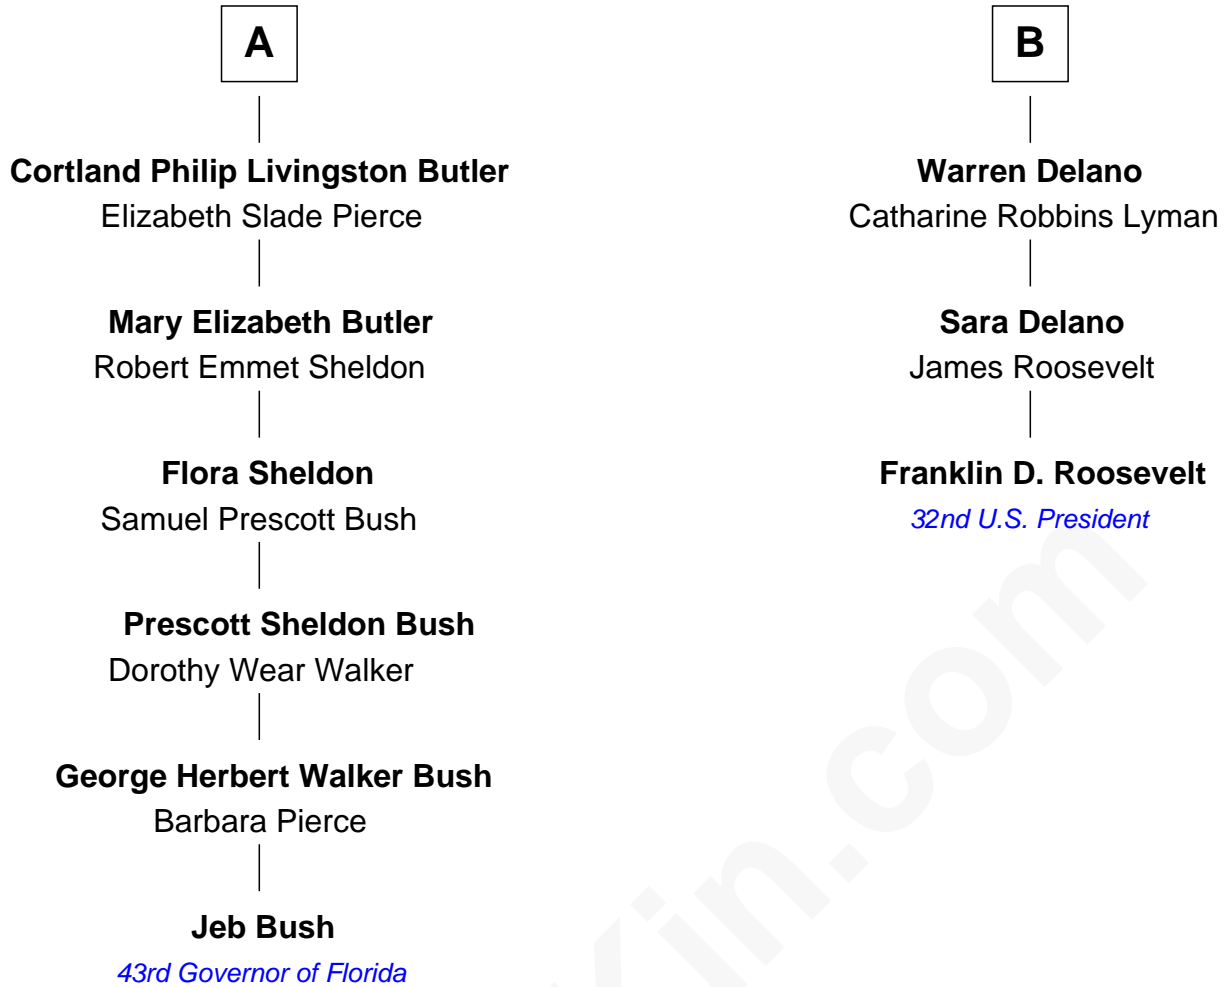 A
Cortland Philip Livingston Butler
Elizabeth Slade Pierce
Mary Elizabeth Butler
Robert Emmet Sheldon
Flora Sheldon
Samuel Prescott Bush
Prescott Sheldon Bush
Dorothy Wear Walker
George Herbert Walker Bush
Barbara Pierce
Jeb Bush
43rd Governor of Florida
B
Warren Delano
Catharine Robbins Lyman
Sara Delano
James Roosevelt
Franklin D. Roosevelt
32nd U.S. President
Kin.com